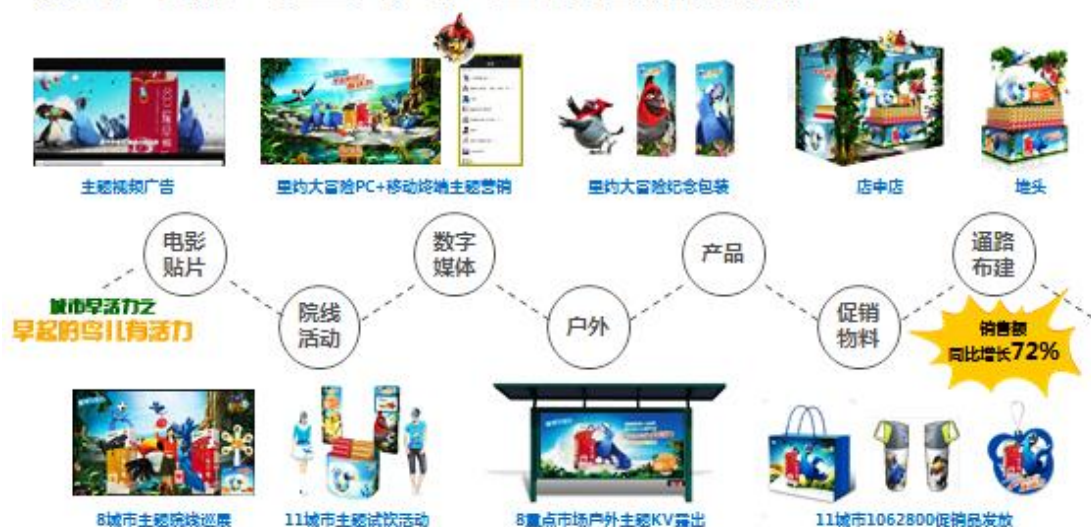 主题视频广告
里约大冒险PC+移动终端主题营销
里约大冒险纪念包装
店中店
堆头
电影
贴片
数字
媒体
产品
通路
布建
城市早活力之
早起的鸟儿有活力
院线
活动
户外
促销
物料
销售额
同比增长72%
8城市主题院线巡展
11城市主题试饮活动
8重点市场户外主题KV露出
11城市1062800促销品发放